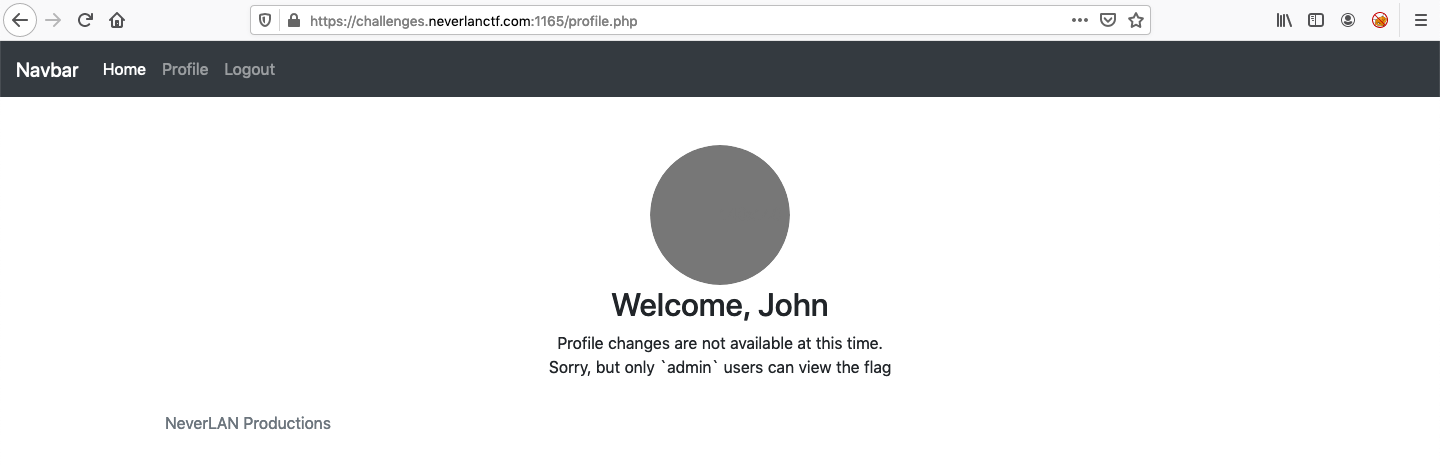 https://challenges.neverlanctf.com:1165/profile.php
Navbar Home Profile Logout
Welcome, John
Profile changes are not available at this time.
Sorry, but only `admin` users can view the flag
NeverLAN Productions